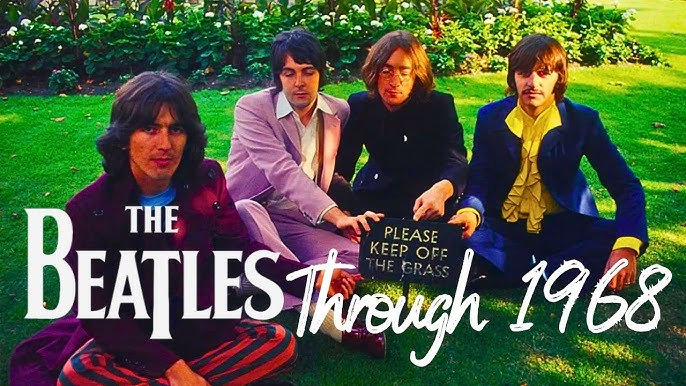 THE
BEATLES
Through 1968
PLEASE
KEEP OFF
THE GRASS